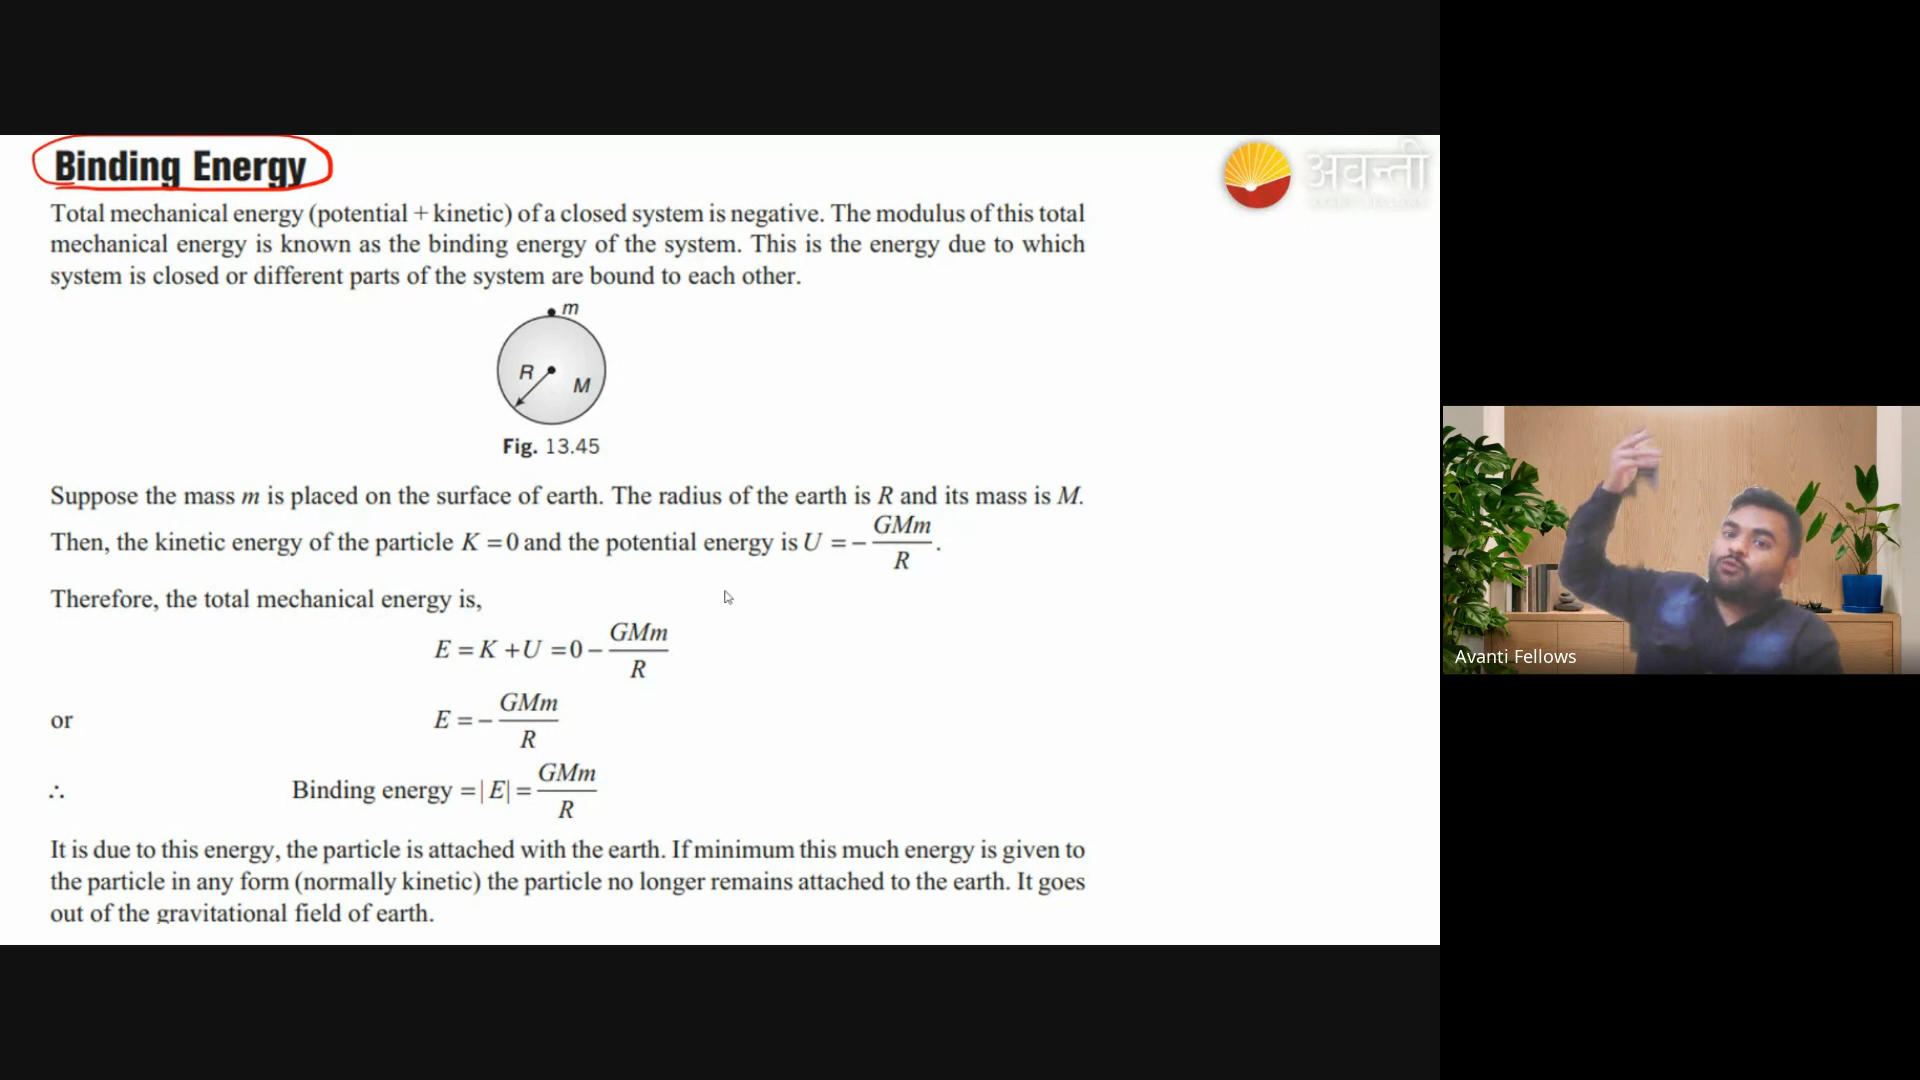 Binding Energy
अवन्ती
Total mechanical energy (potential + kinetic) of a closed system is negative. The modulus of this total
mechanical energy is known as the binding energy of the system. This is the energy due to which
system is closed or different parts of the system are bound to each other.
m
R
M
Fig. 13.45
Suppose the mass m is placed on the surface of earth. The radius of the earth is R and its mass is M.
Then, the kinetic energy of the particle K = 0 and the potential energy is U = − GMm/R .
Therefore, the total mechanical energy is,
E = K + U = 0 − GMm/R
or E = − GMm/R
∴ Binding energy = |E| = GMm/R
It is due to this energy, the particle is attached with the earth. If minimum this much energy is given to
the particle in any form (normally kinetic) the particle no longer remains attached to the earth. It goes
out of the gravitational field of earth.
Avanti Fellows